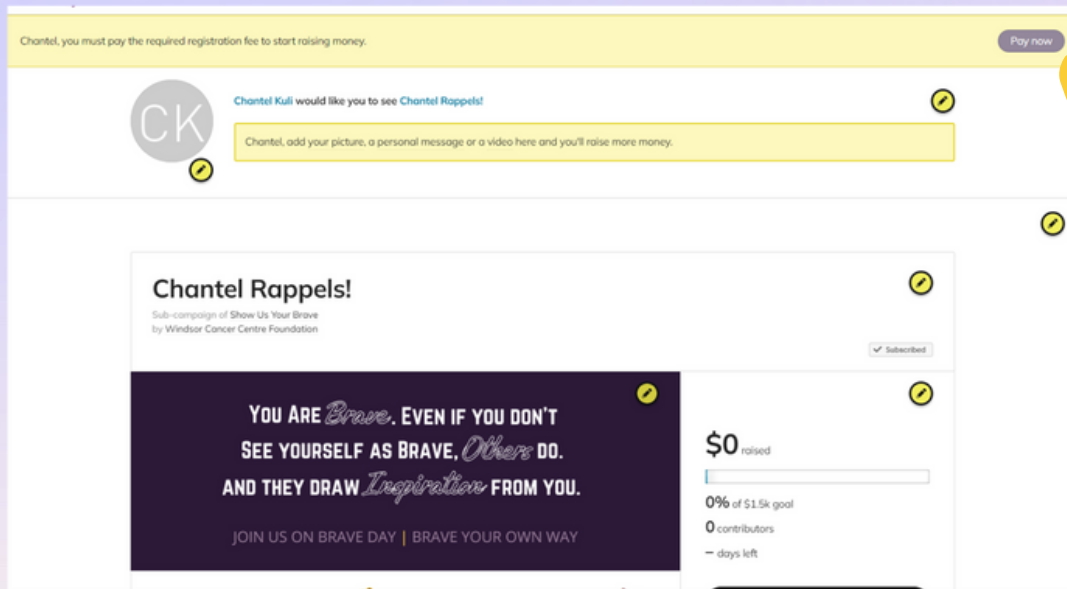 Chantel, you must pay the required registration fee to start raising money.
Pay now
CK
Chantel Kuli would like you to see Chantel Rappels!
Chantel, add your picture, a personal message or a video here and you'll raise more money.
Chantel Rappels!
Sub-campaign of Show Us Your Brave
by Windsor Cancer Centre Foundation
✓ Subscribed
YOU ARE Brave. EVEN IF YOU DON'T
SEE YOURSELF AS BRAVE, Others DO.
AND THEY DRAW Inspiration FROM YOU.
JOIN US ON BRAVE DAY | BRAVE YOUR OWN WAY
$0 raised
0% of $1.5k goal
0 contributors
– days left